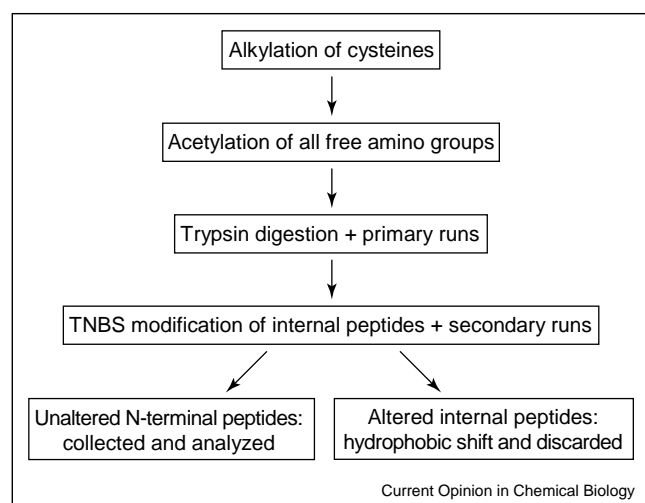 Alkylation of cysteines
Acetylation of all free amino groups
Trypsin digestion + primary runs
TNBS modification of internal peptides + secondary runs
Unaltered N-terminal peptides:
collected and analyzed
Altered internal peptides:
hydrophobic shift and discarded
Current Opinion in Chemical Biology